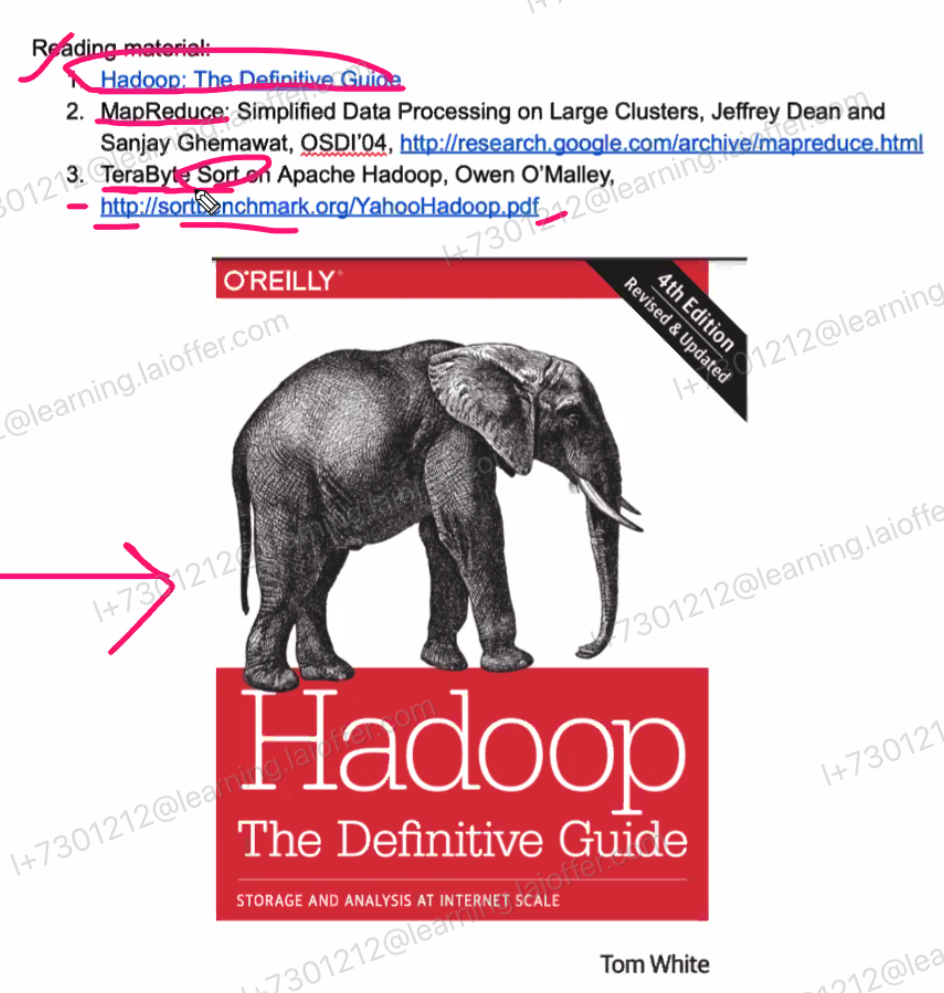 Reading material:
1. Hadoop: The Definitive Guide
2. MapReduce: Simplified Data Processing on Large Clusters, Jeffrey Dean and
Sanjay Ghemawat, OSDI'04, http://research.google.com/archive/mapreduce.html
3. TeraByte Sort on Apache Hadoop, Owen O'Malley,
http://sortbenchmark.org/YahooHadoop.pdf
O'REILLY®
4th Edition
Revised & Updated
Hadoop
The Definitive Guide
STORAGE AND ANALYSIS AT INTERNET SCALE
Tom White
l+7301212@learning.laioffer.com